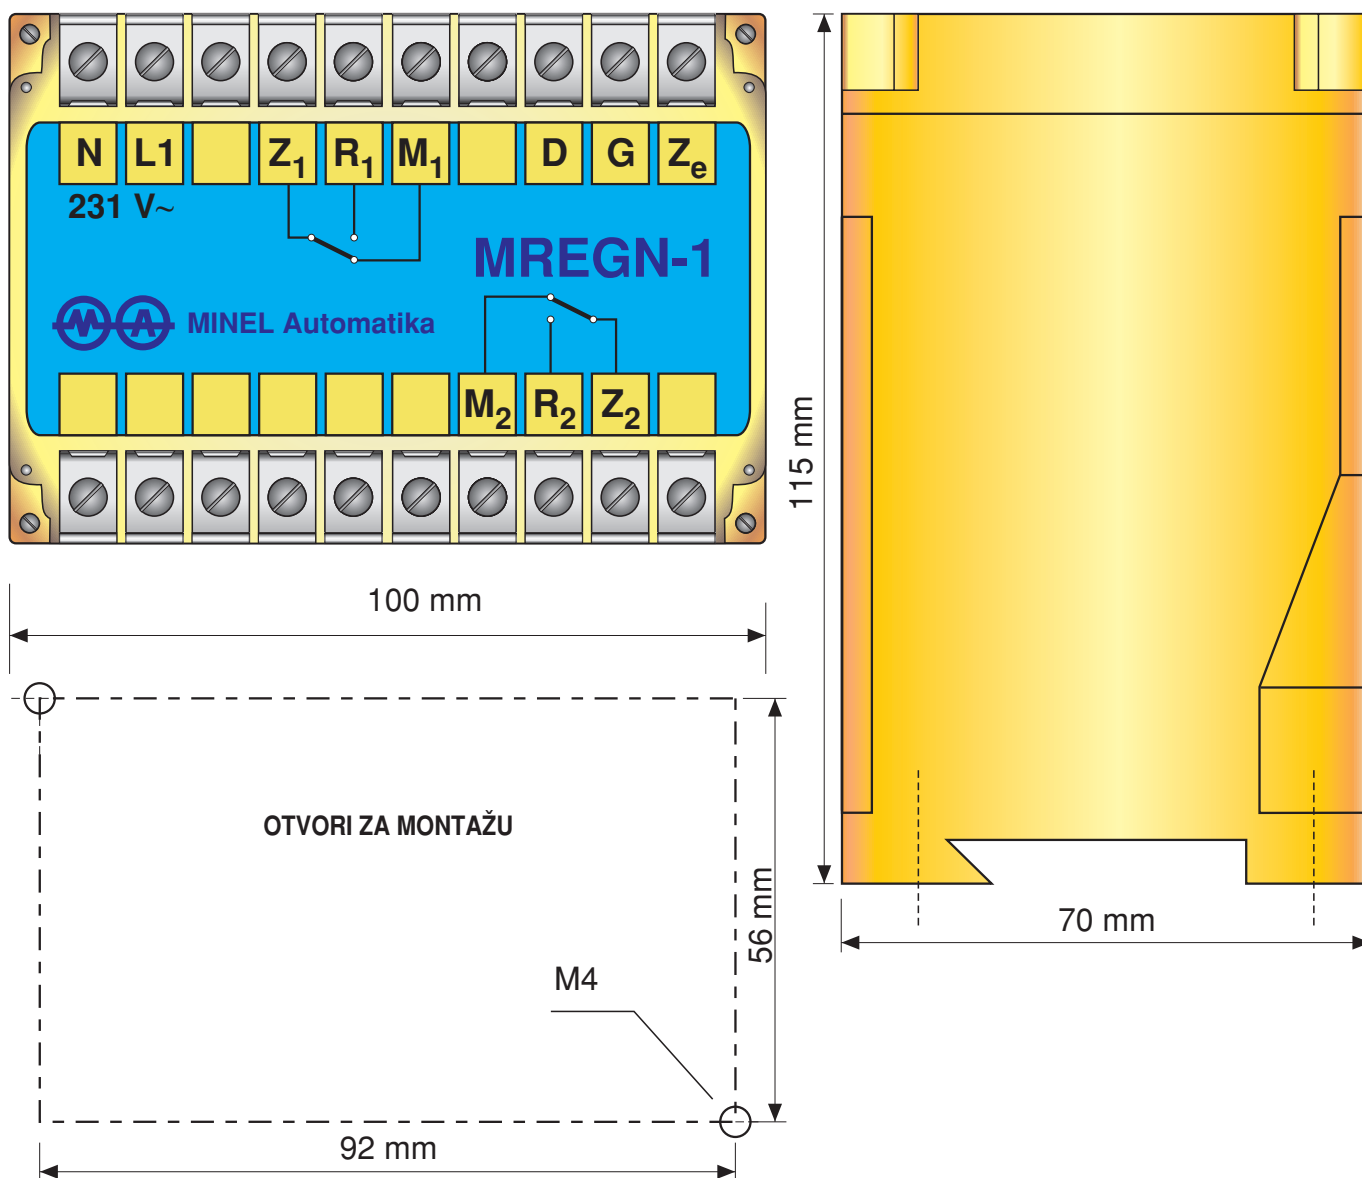 N L1 Z1 R1 M1 D G Ze
231 V~
MREGN-1
MA MINEL Automatika
M2 R2 Z2
100 mm
115 mm
70 mm
OTVORI ZA MONTAŽU
56 mm
M4
92 mm